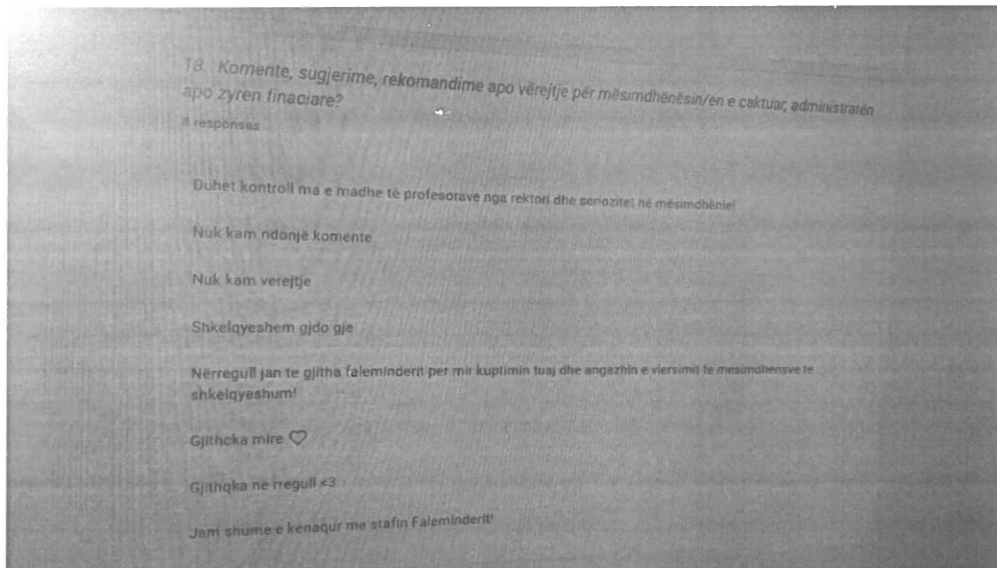 18. Komente, sugjerime, rekomandime apo vërejtje për mësimdhënësin/en e caktuar, administratën
apo zyren finaciare?
8 responses
Duhet kontroll ma e madhe të profesorave nga rektori dhe seriozitet në mësimdhënie!
Nuk kam ndonjë komente
Nuk kam verejtje
Shkelqyeshem gjdo gje
Nërregull jan te gjitha faleminderit per mir kuptimin tuaj dhe angazhin e vlersimit te mesimdhensve te
shkelqyeshum!
Gjithcka mire ♡
Gjithqka ne rregull <3
Jam shume e kenaqur me stafin Faleminderit!